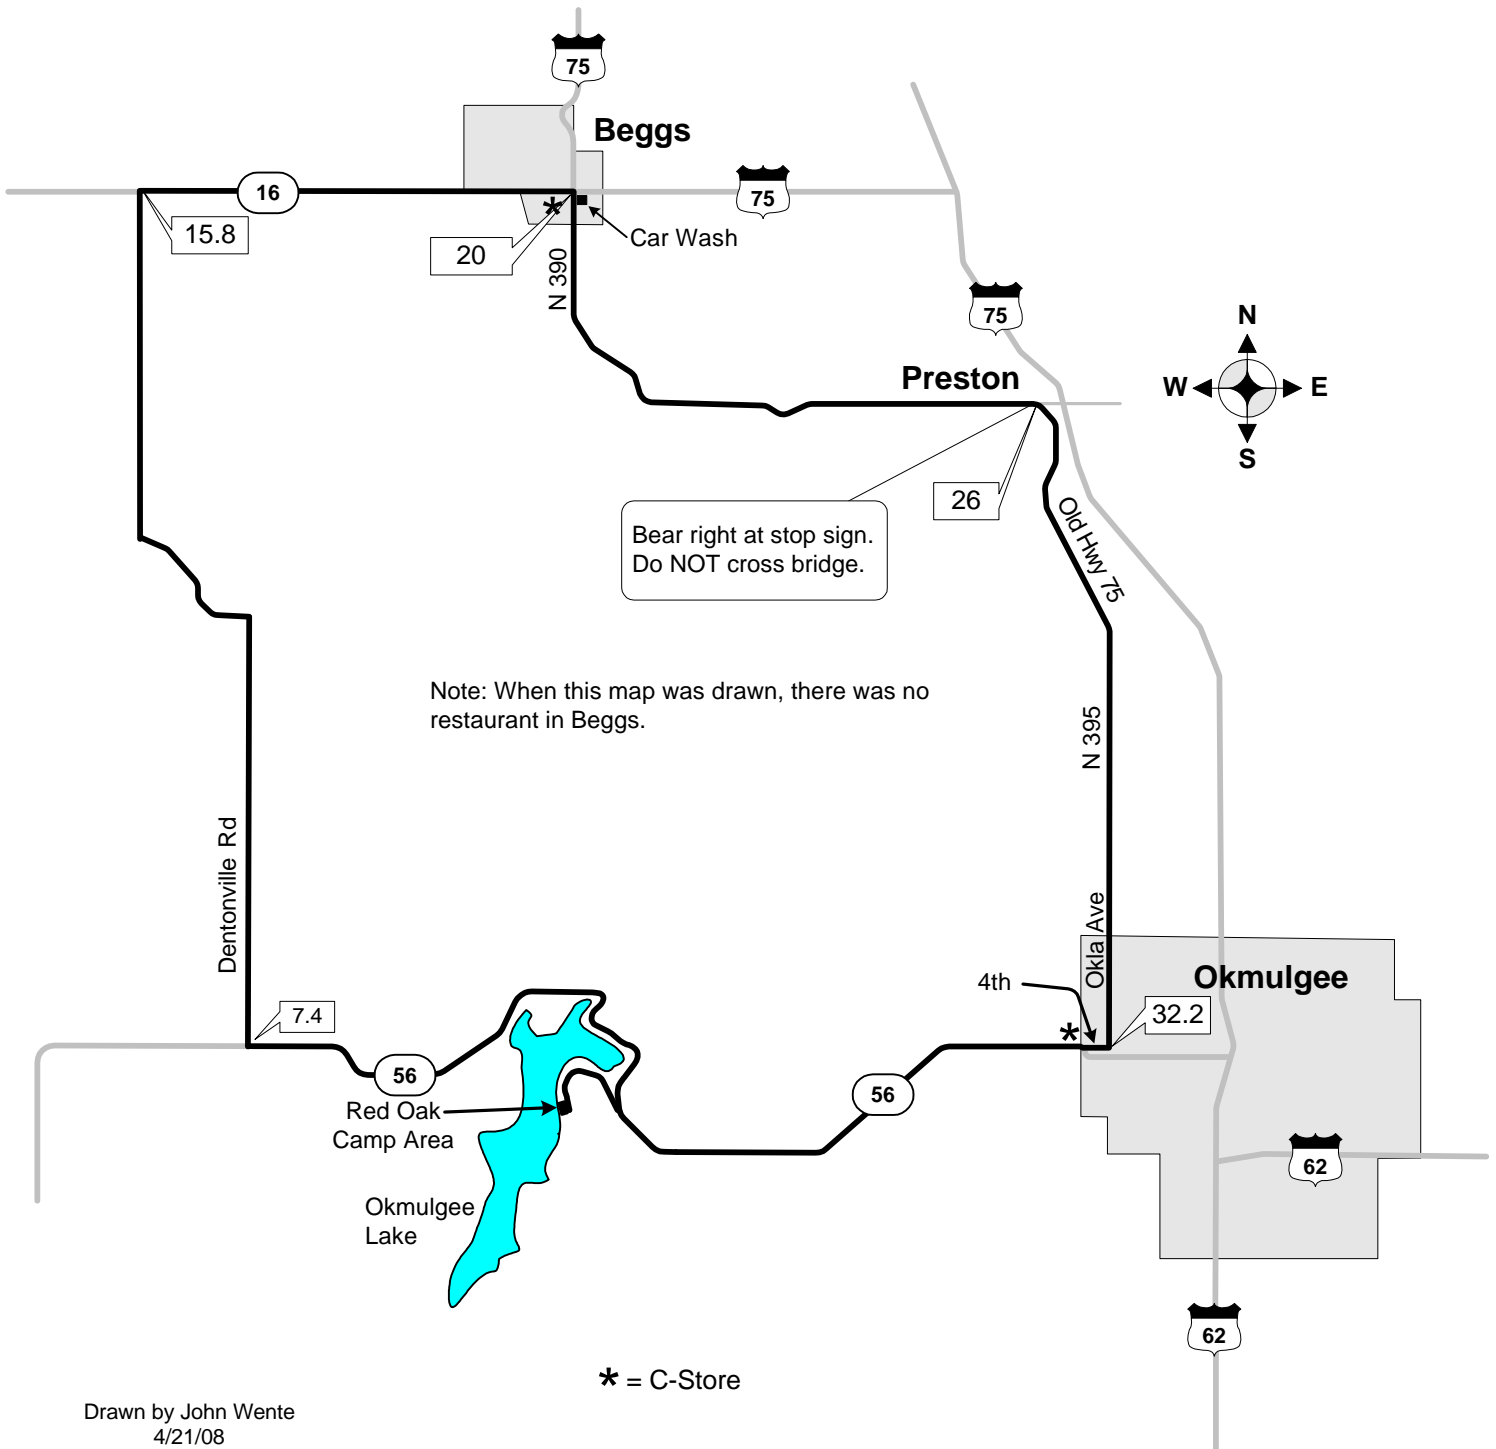 75
Beggs
16
75
15.8
20
Car Wash
N 390
75
N
W
E
S
Preston
26
Bear right at stop sign.
Do NOT cross bridge.
Old Hwy 75
Note: When this map was drawn, there was no
restaurant in Beggs.
N 395
Dentonville Rd
Okla Ave
4th
Okmulgee
7.4
*
32.2
56
56
Red Oak
Camp Area
62
Okmulgee
Lake
62
* = C-Store
Drawn by John Wente
4/21/08